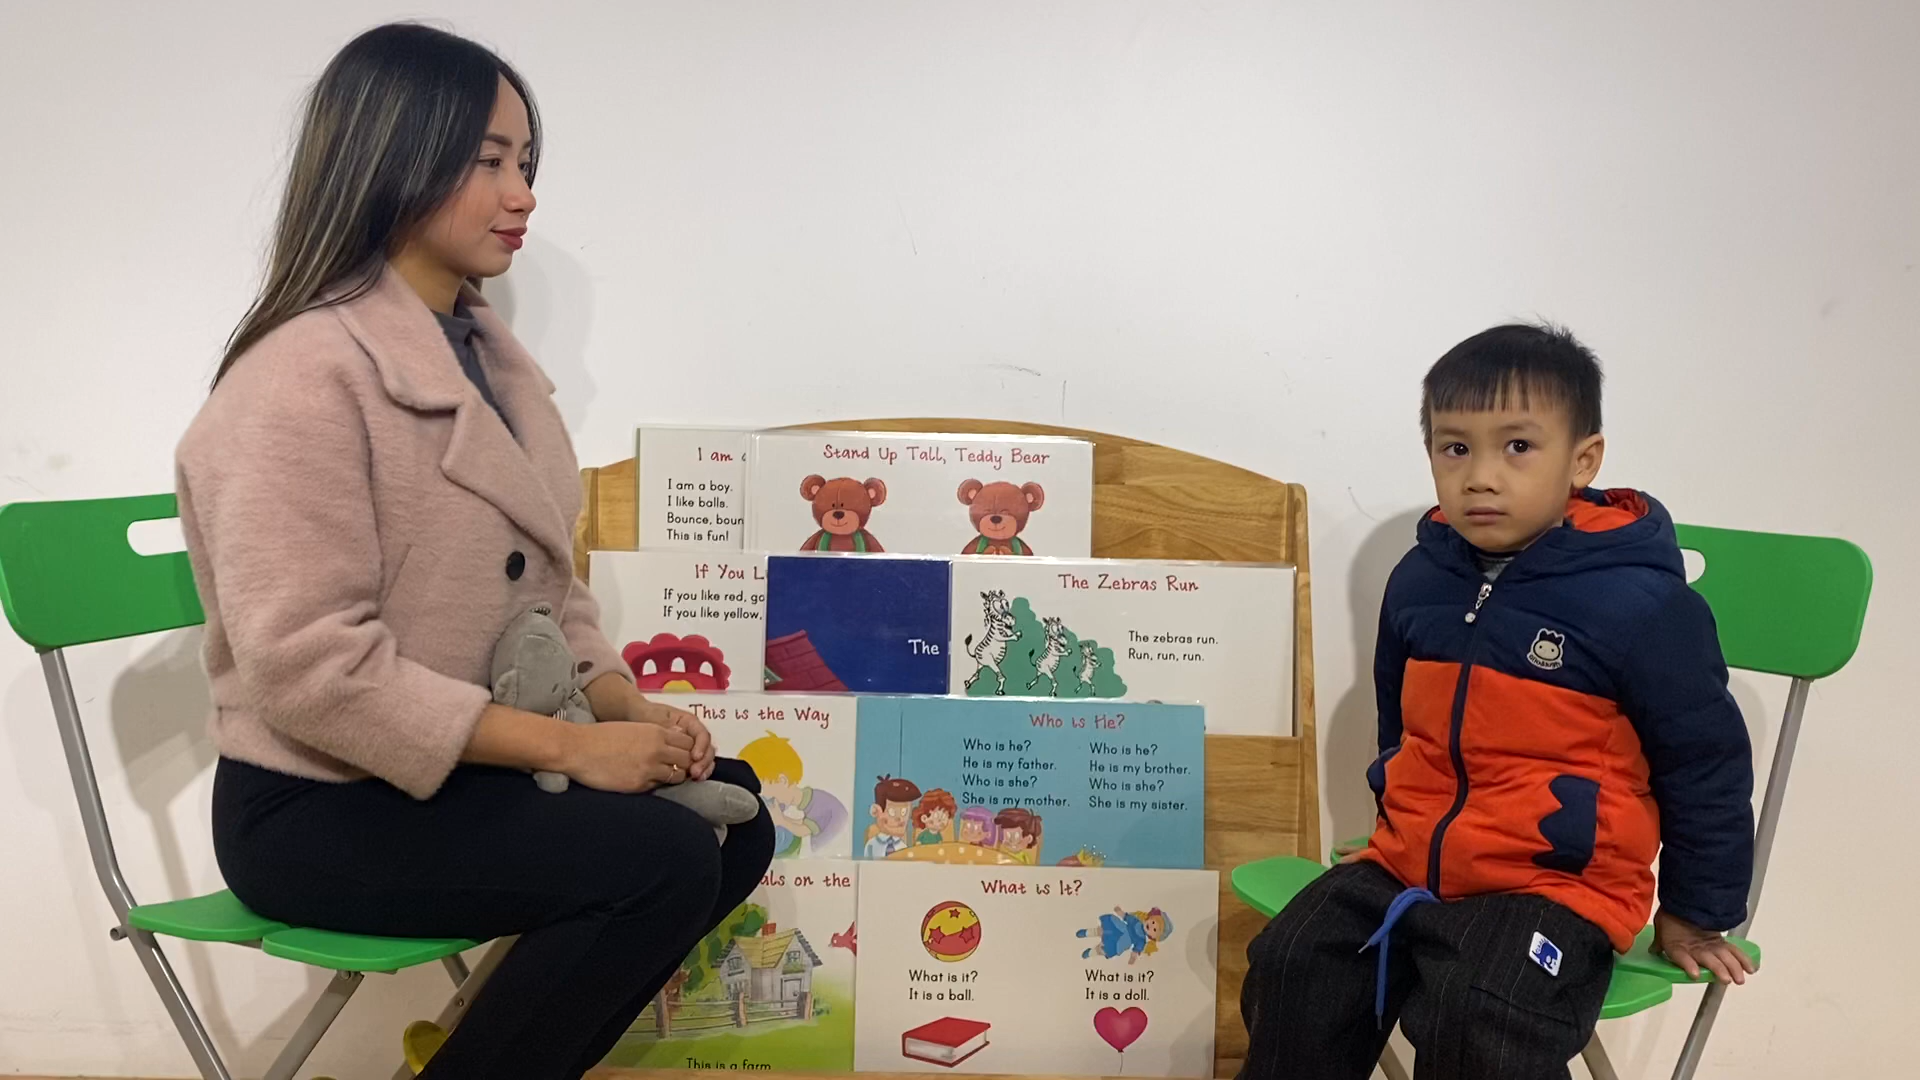 I am
I am a boy.
I like balls.
Bounce,
This is fun!
Stand Up Tall, Teddy Bear
If You
If you like red,
If you like yellow,
The
The Zebras Run
The zebras run.
Run, run, run.
This is the Way
Who is He?
Who is he?
He is my father.
Who is she?
She is my mother.
Who is he?
He is my brother.
Who is she?
She is my sister.
on the
This is a farm
What is It?
What is it?
It is a ball.
What is it?
It is a doll.